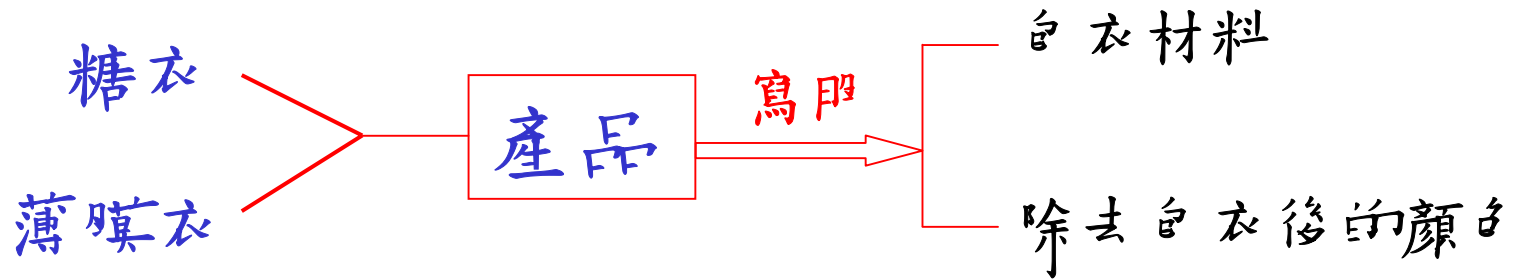 糖衣
薄膜衣
產品
寫明
包衣材料
除去包衣後的顏色